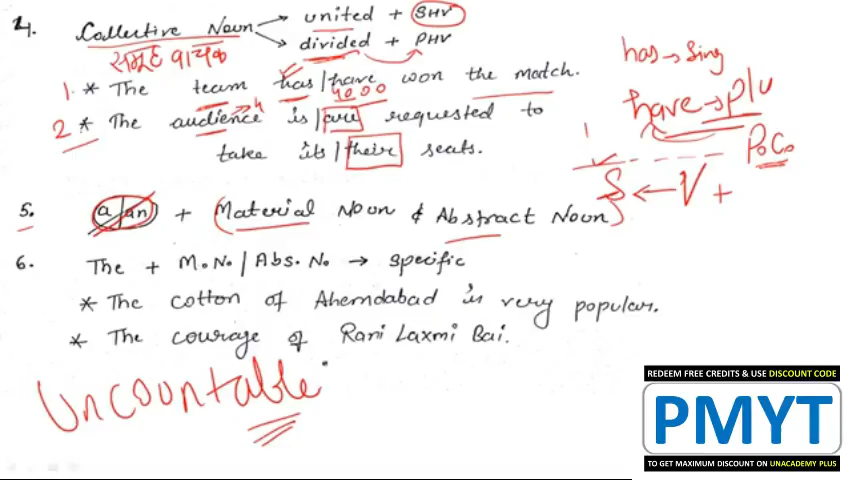 4. Collective Noun → united + SHV
→ divided + PHV
समूह वाचक
1. * The team has/have won the match.
2 * The audience is/are requested to
take its/their seats.
has → Sing
have → plu
S ← V +
5. a/an + (Material Noun & Abstract Noun)
6. The + M.N./Abs.N. → specific
* The cotton of Ahemdabad is very popular.
* The courage of Rani Laxmi Bai.
Uncountable
REDEEM FREE CREDITS & USE DISCOUNT CODE
PMYT
TO GET MAXIMUM DISCOUNT ON UNACADEMY PLUS